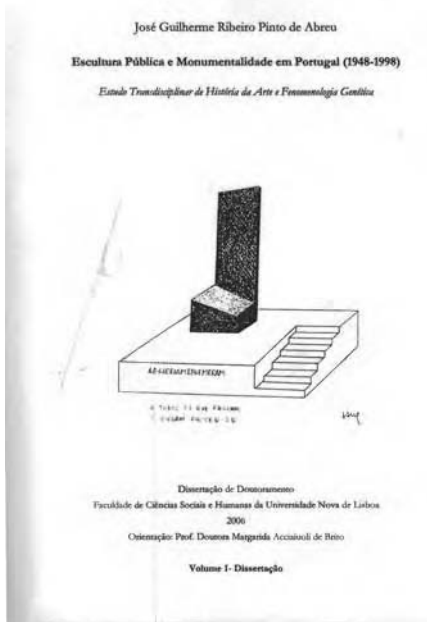 José Guilherme Ribeiro Pinto de Abreu
Escultura Pública e Monumentalidade em Portugal (1948-1998)
Estudo Transdisciplinar de História da Arte e Fenomenologia Genética
Dissertação de Doutoramento
Faculdade de Ciências Sociais e Humanas da Universidade Nova de Lisboa
2006
Orientação: Prof. Doutora Margarida Acciaiuoli de Brito
Volume I- Dissertação